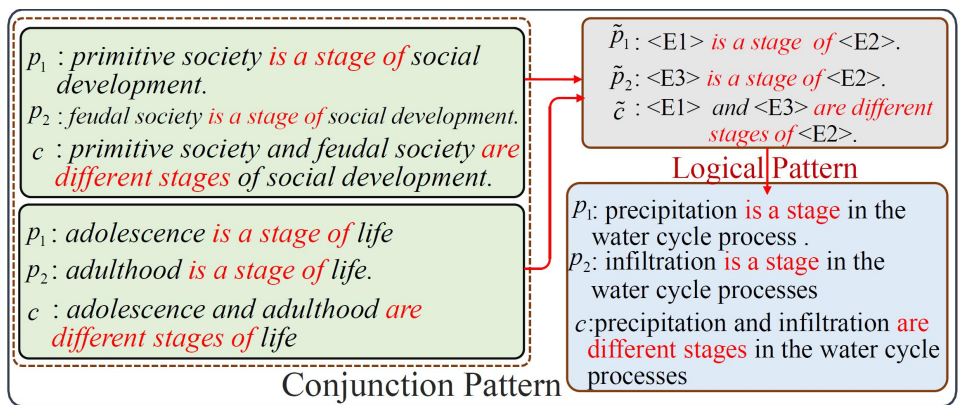 p₁ : primitive society is a stage of social
development.
p₂ : feudal society is a stage of social development.
c : primitive society and feudal society are
different stages of social development.
p₁ : adolescence is a stage of life
p₂ : adulthood is a stage of life.
c : adolescence and adulthood are
different stages of life
Conjunction Pattern
p̃₁ : <E1> is a stage of <E2>.
p̃₂ : <E3> is a stage of <E2>.
c̃ : <E1> and <E3> are different
stages of <E2>.
Logical Pattern
p₁: precipitation is a stage in the
water cycle process .
p₂: infiltration is a stage in the
water cycle processes
c:precipitation and infiltration are
different stages in the water cycle
processes